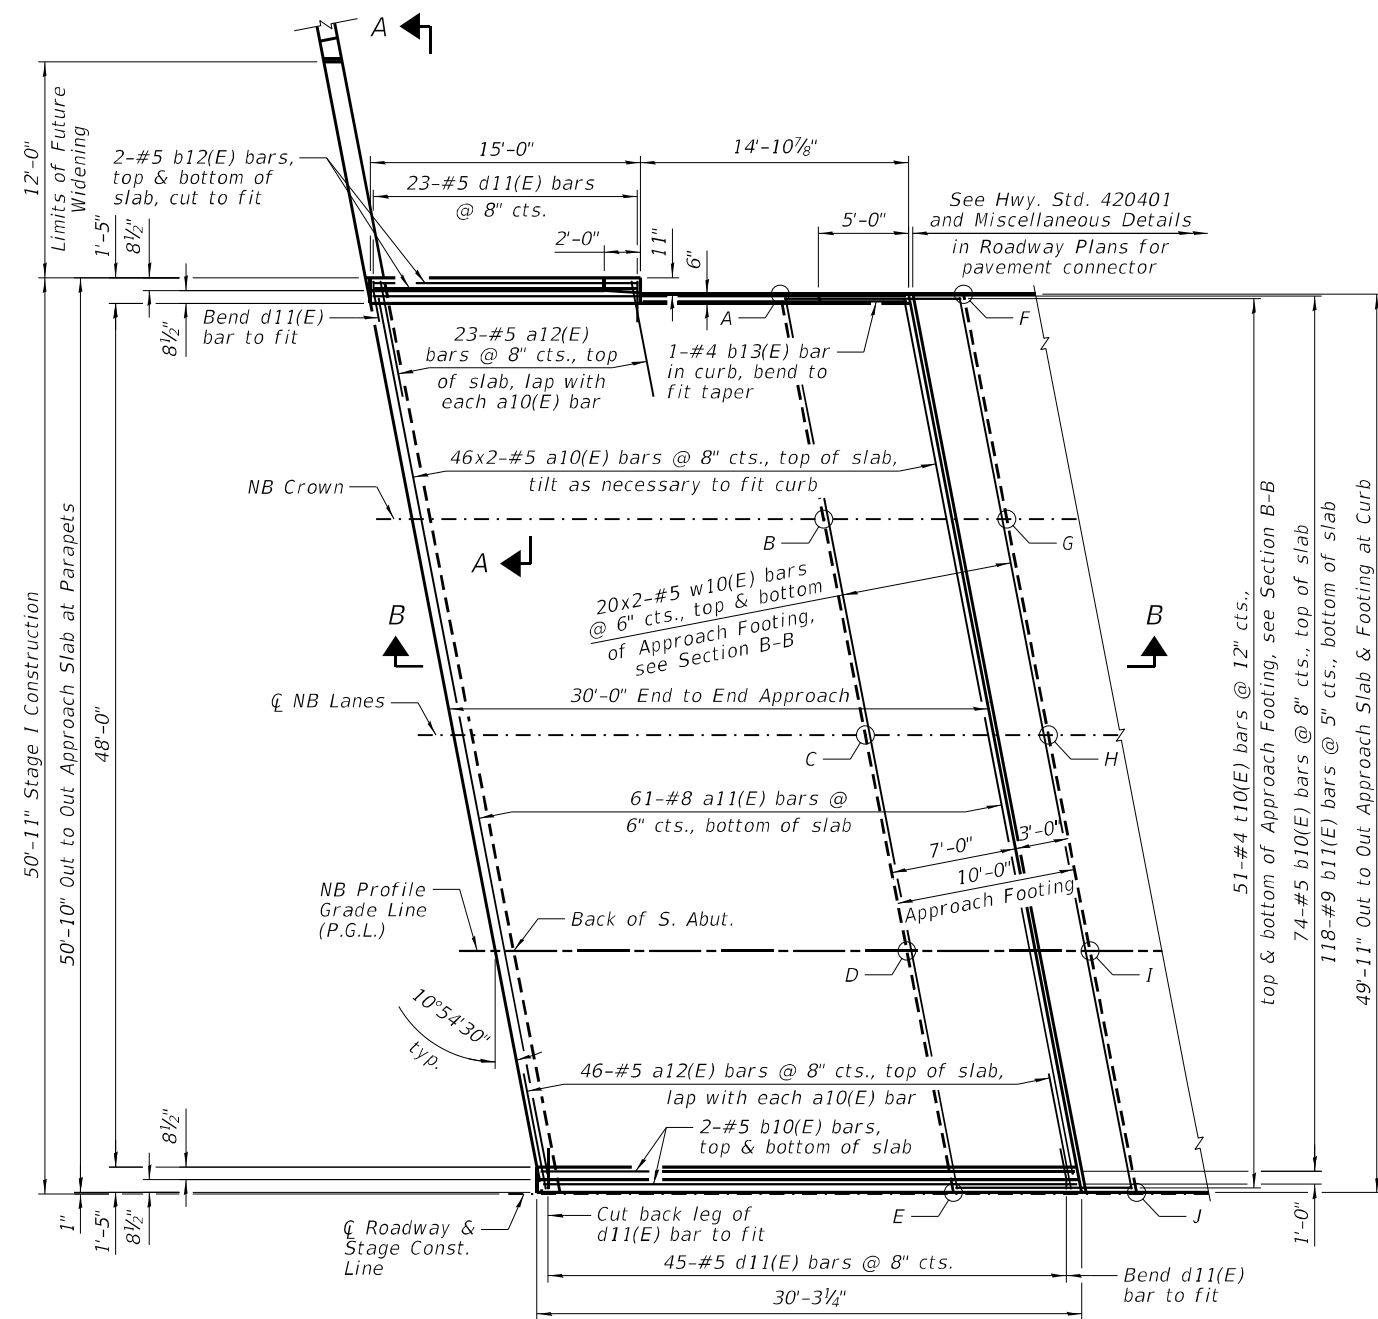 A
12'-0"
Limits of Future
Widening
2-#5 b12(E) bars,
top & bottom of
slab, cut to fit
15'-0"
14'-10⅞"
23-#5 d11(E) bars
@ 8" cts.
2'-0"
11"
6"
5'-0"
See Hwy. Std. 420401
and Miscellaneous Details
in Roadway Plans for
pavement connector
1'-5"
8½"
8½"
Bend d11(E)
bar to fit
23-#5 a12(E)
bars @ 8" cts., top
of slab, lap with
each a10(E) bar
A
F
1-#4 b13(E) bar
in curb, bend to
fit taper
46x2-#5 a10(E) bars @ 8" cts., top of slab,
tilt as necessary to fit curb
NB Crown
B
G
A
20x2-#5 w10(E) bars
@ 6" cts., top & bottom
of Approach Footing,
see Section B-B
B
B
30'-0" End to End Approach
℄ NB Lanes
C
H
61-#8 a11(E) bars @
6" cts., bottom of slab
7'-0"
3'-0"
10'-0"
Approach Footing
NB Profile
Grade Line
(P.G.L.)
Back of S. Abut.
D
I
10°54'30"
typ.
46-#5 a12(E) bars @ 8" cts., top of slab,
lap with each a10(E) bar
2-#5 b10(E) bars,
top & bottom of slab
50'-11" Stage I Construction
50'-10" Out to Out Approach Slab at Parapets
48'-0"
51-#4 t10(E) bars @ 12" cts.,
top & bottom of Approach Footing, see Section B-B
74-#5 b10(E) bars @ 8" cts., top of slab
118-#9 b11(E) bars @ 5" cts., bottom of slab
49'-11" Out to Out Approach Slab & Footing at Curb
8½"
1"
1'-5"
8½"
℄ Roadway &
Stage Const.
Line
Cut back leg of
d11(E) bar to fit
E
J
1'-0"
45-#5 d11(E) bars @ 8" cts.
Bend d11(E)
bar to fit
30'-3¼"